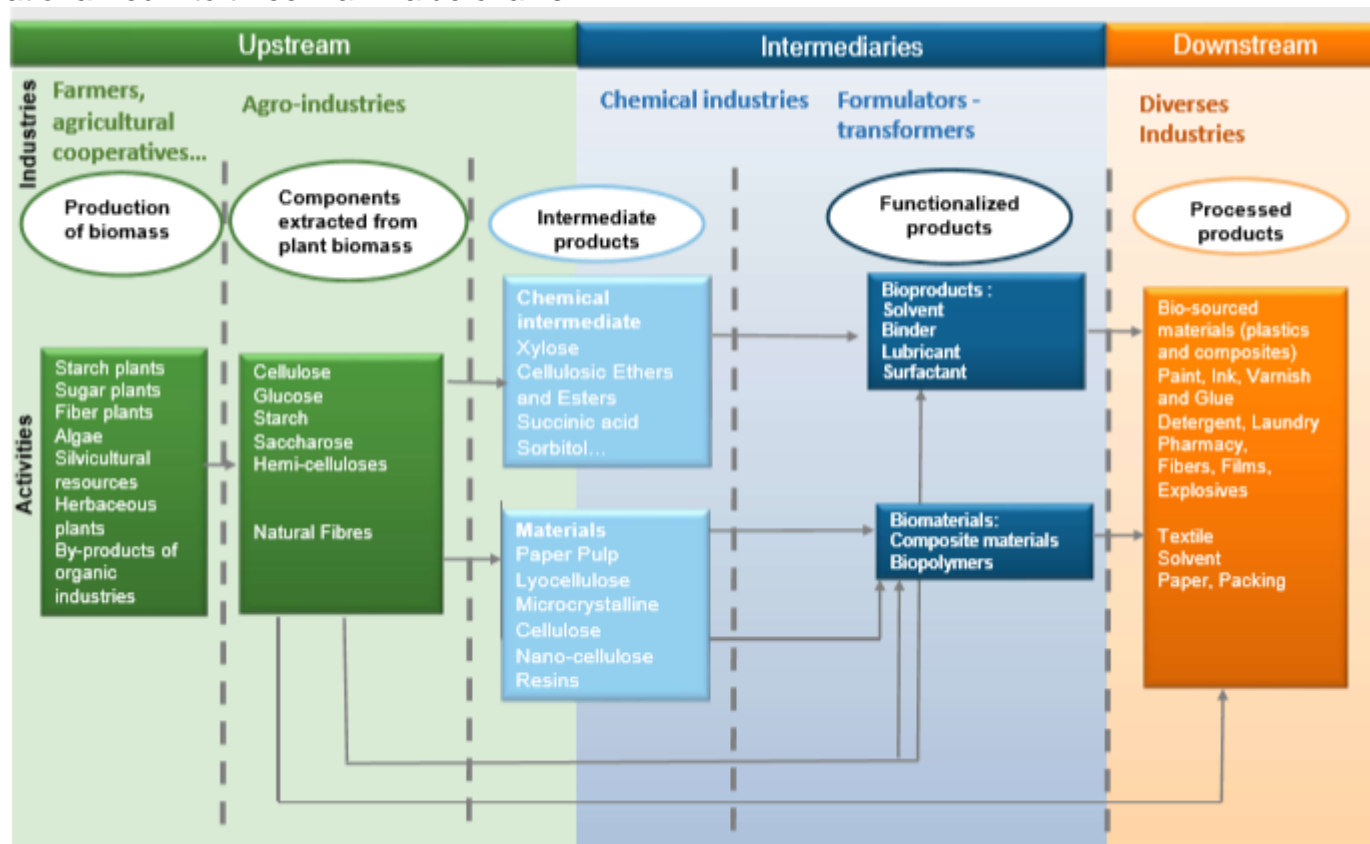 Upstream
Intermediaries
Downstream
Industries
Farmers,
agricultural
cooperatives...
Agro-industries
Chemical industries
Formulators -
transformers
Diverses
Industries
Production
of biomass
Components
extracted from
plant biomass
Intermediate
products
Functionalized
products
Processed
products
Activities
Starch plants
Sugar plants
Fiber plants
Algae
Silvicultural
resources
Herbaceous
plants
By-products of
organic
industries
Cellulose
Glucose
Starch
Saccharose
Hemi-celluloses
Natural Fibres
Chemical
intermediate
Xylose
Cellulosic Ethers
and Esters
Succinic acid
Sorbitol...
Materials
Paper Pulp
Lyocellulose
Microcrystalline
Cellulose
Nano-cellulose
Resins
Bioproducts :
Solvent
Binder
Lubricant
Surfactant
Biomaterials:
Composite materials
Biopolymers
Bio-sourced
materials (plastics
and composites)
Paint, Ink, Varnish
and Glue
Detergent, Laundry
Pharmacy,
Fibers, Films,
Explosives
Textile
Solvent
Paper, Packing